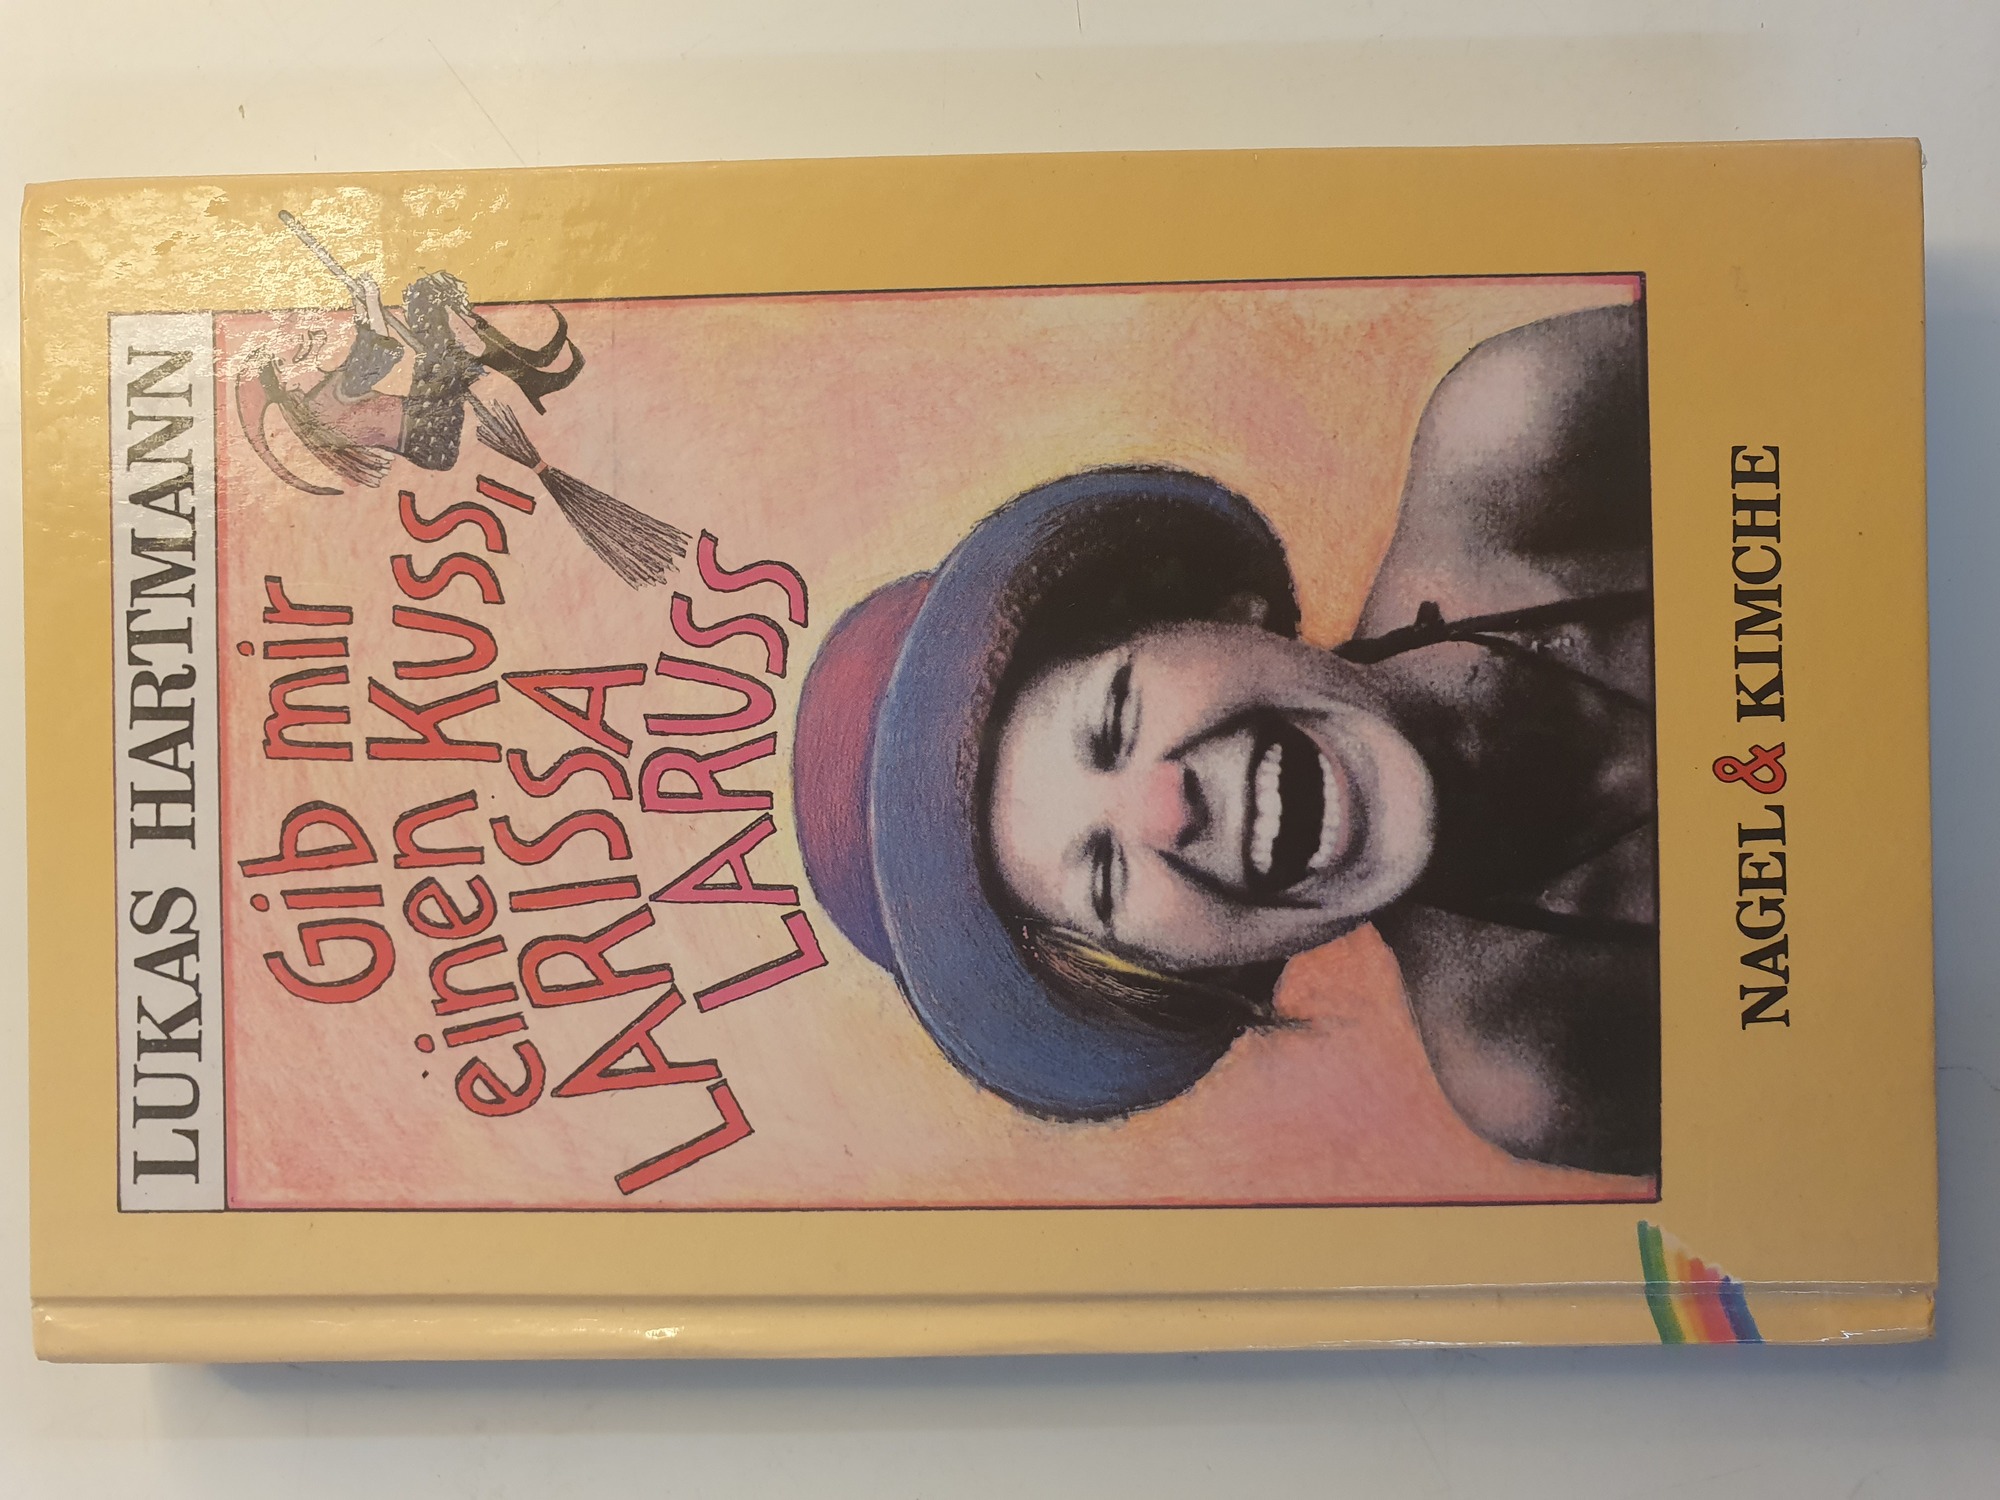 LUKAS HARTMANN
Gib mir
einen Kuss,
LARISSA
LARUSS
NAGEL & KIMCHE